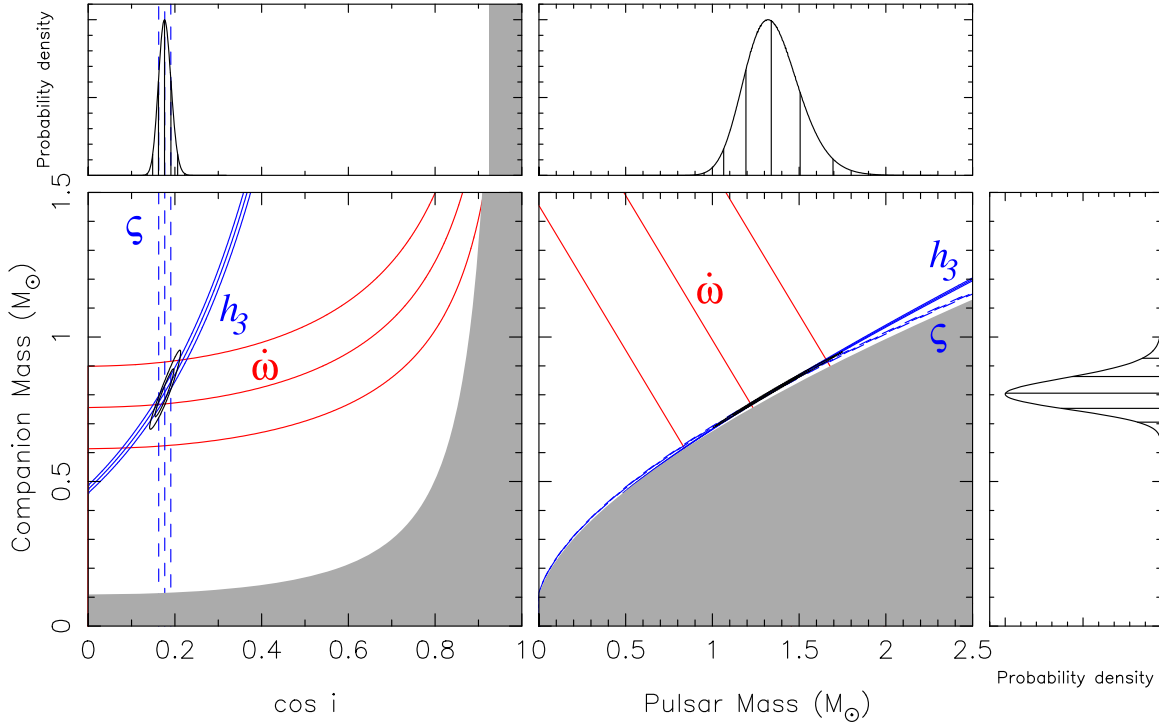 Probability density
ς
h3
ω̇
h3
ω̇
ς
Companion Mass (M⊙)
0
0.5
1
1.5
0
0.2
0.4
0.6
0.8
1
0
0.5
1
1.5
2
2.5
cos i
Pulsar Mass (M⊙)
Probability density